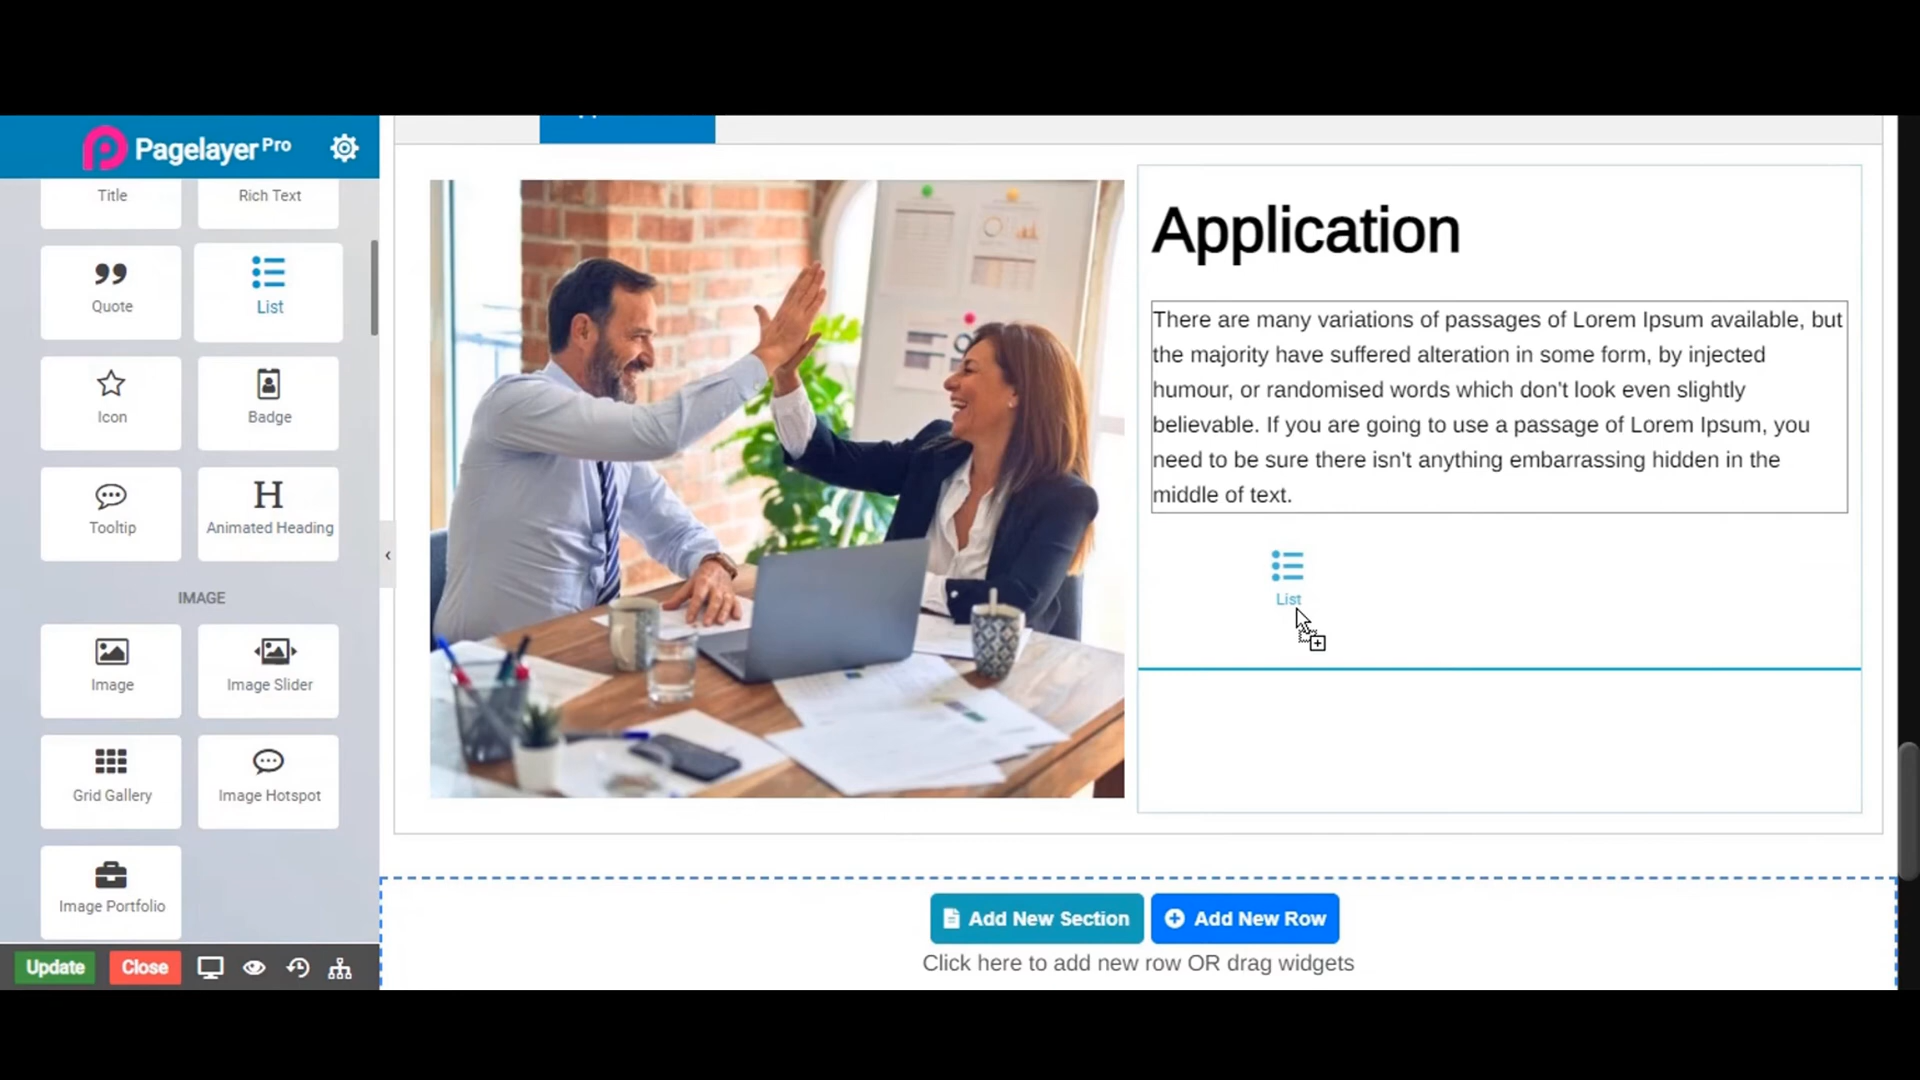 Pagelayer Pro
Title
Rich Text
Quote
List
Icon
Badge
Tooltip
Animated Heading
IMAGE
Image
Image Slider
Grid Gallery
Image Hotspot
Image Portfolio
Update
Close
Application
There are many variations of passages of Lorem Ipsum available, but
the majority have suffered alteration in some form, by injected
humour, or randomised words which don't look even slightly
believable. If you are going to use a passage of Lorem Ipsum, you
need to be sure there isn't anything embarrassing hidden in the
middle of text.
List
Add New Section
Add New Row
Click here to add new row OR drag widgets